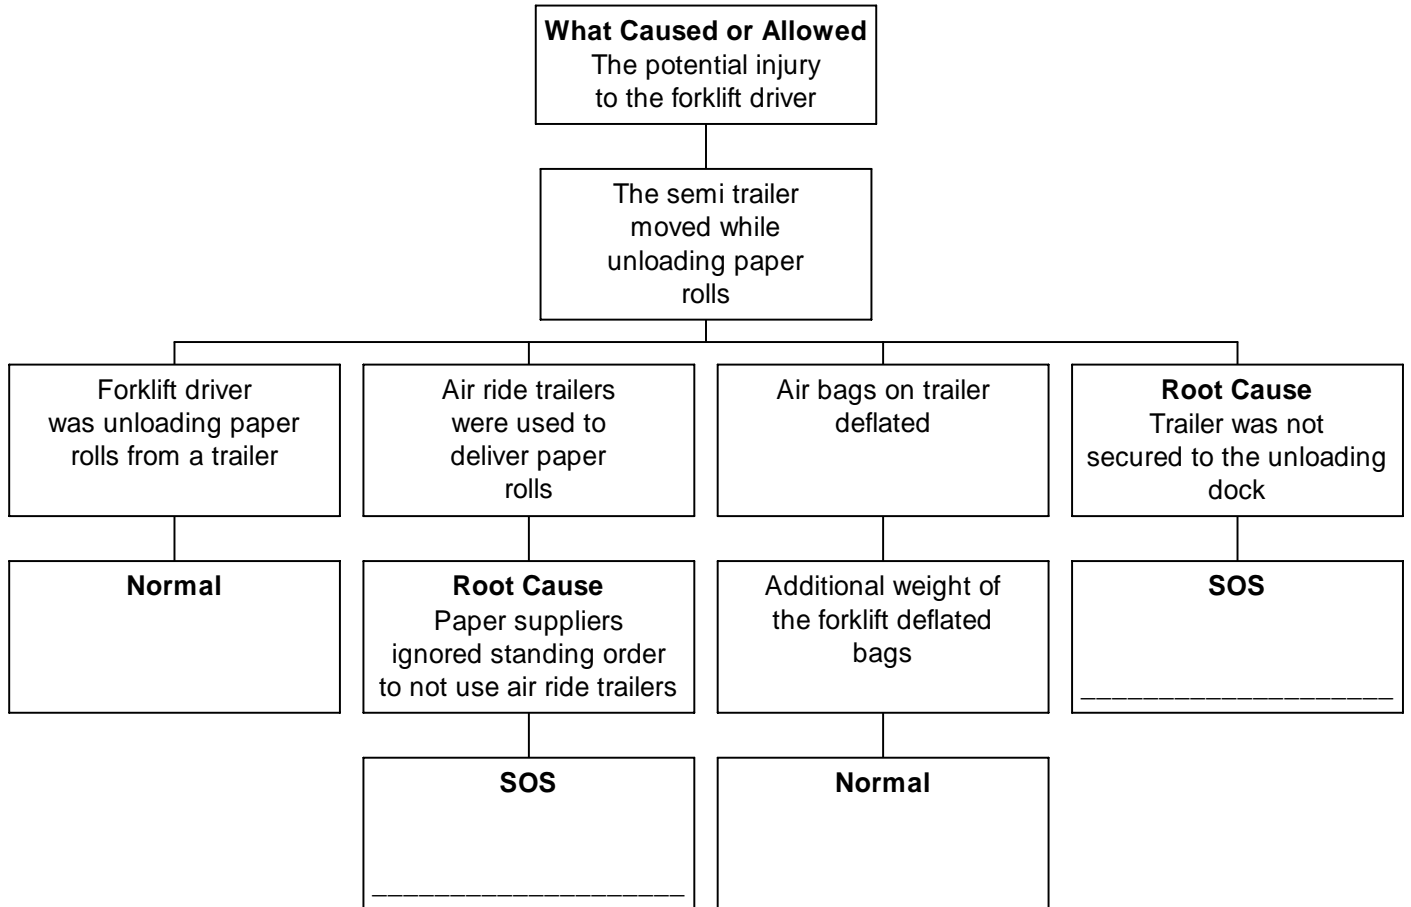 What Caused or Allowed
The potential injury
to the forklift driver
The semi trailer
moved while
unloading paper
rolls
Forklift driver
was unloading paper
rolls from a trailer
Air ride trailers
were used to
deliver paper
rolls
Air bags on trailer
deflated
Root Cause
Trailer was not
secured to the unloading
dock
Normal
Root Cause
Paper suppliers
ignored standing order
to not use air ride trailers
Additional weight of
the forklift deflated
bags
SOS
____________________
SOS
____________________
Normal